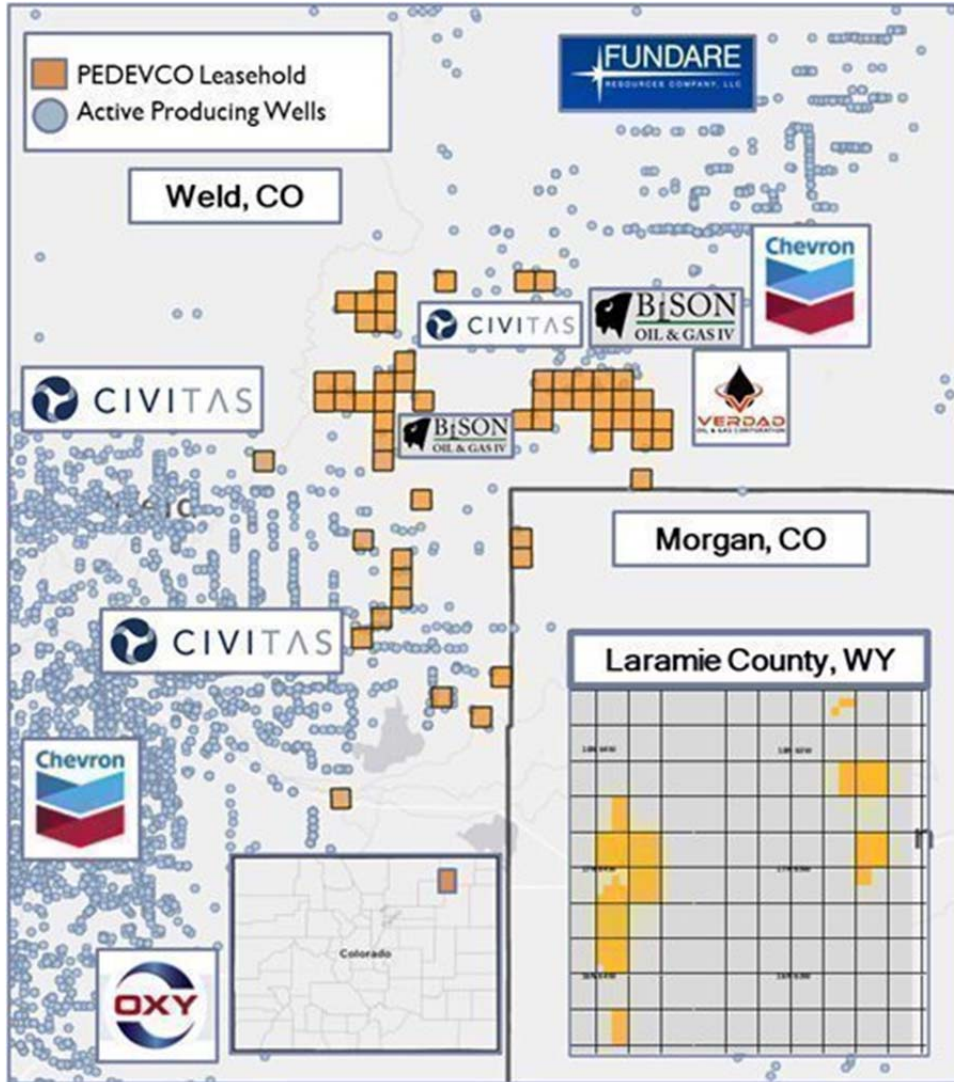 PEDEVCO Leasehold
Active Producing Wells
FUNDARE
RESOURCES COMPANY, LLC
Weld, CO
Chevron
CIVITAS
BISON
OIL & GAS IV
CIVITAS
VERDAD
OIL & GAS CORPORATION
BISON
OIL & GAS IV
Morgan, CO
CIVITAS
Laramie County, WY
Chevron
Colorado
OXY